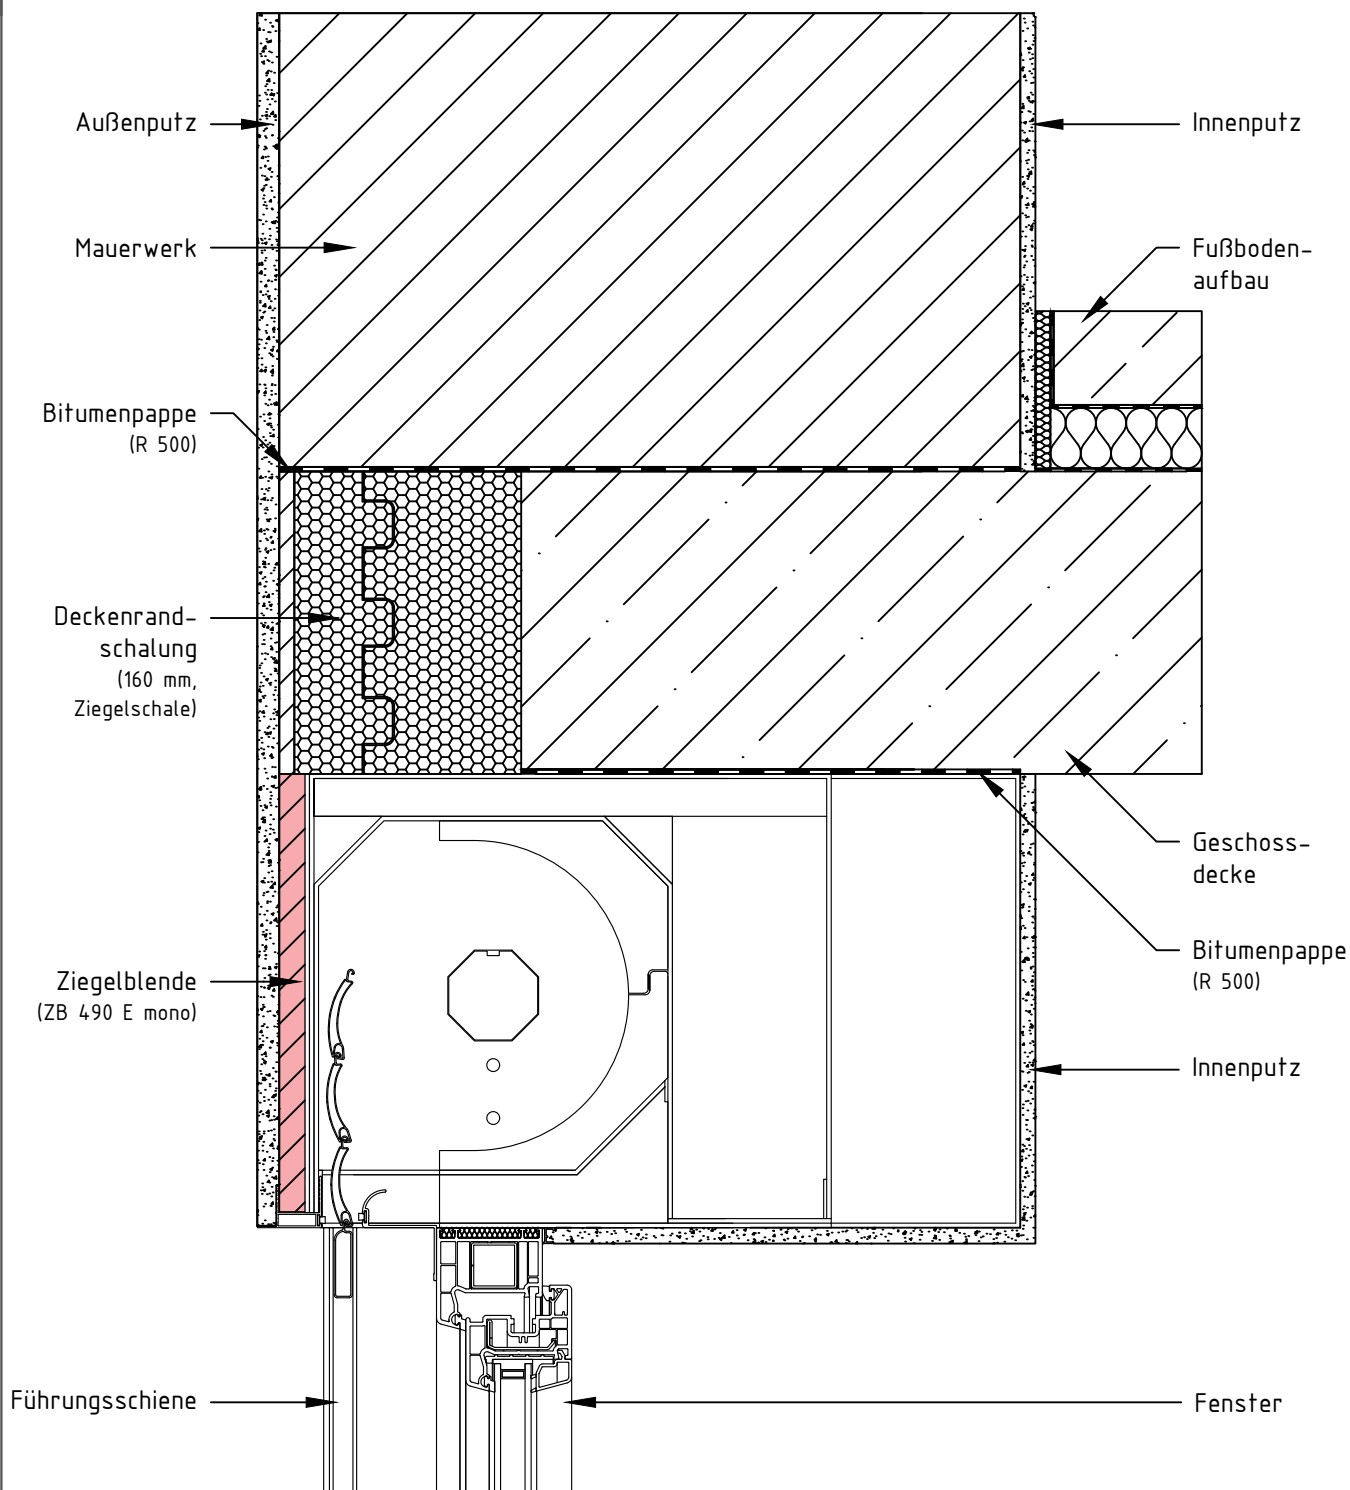 Außenputz
Mauerwerk
Bitumenpappe
(R 500)
Deckenrand-
schalung
(160 mm,
Ziegelschale)
Ziegelblende
(ZB 490 E mono)
Führungsschiene
Innenputz
Fußboden-
aufbau
Geschoss-
decke
Bitumenpappe
(R 500)
Innenputz
Fenster